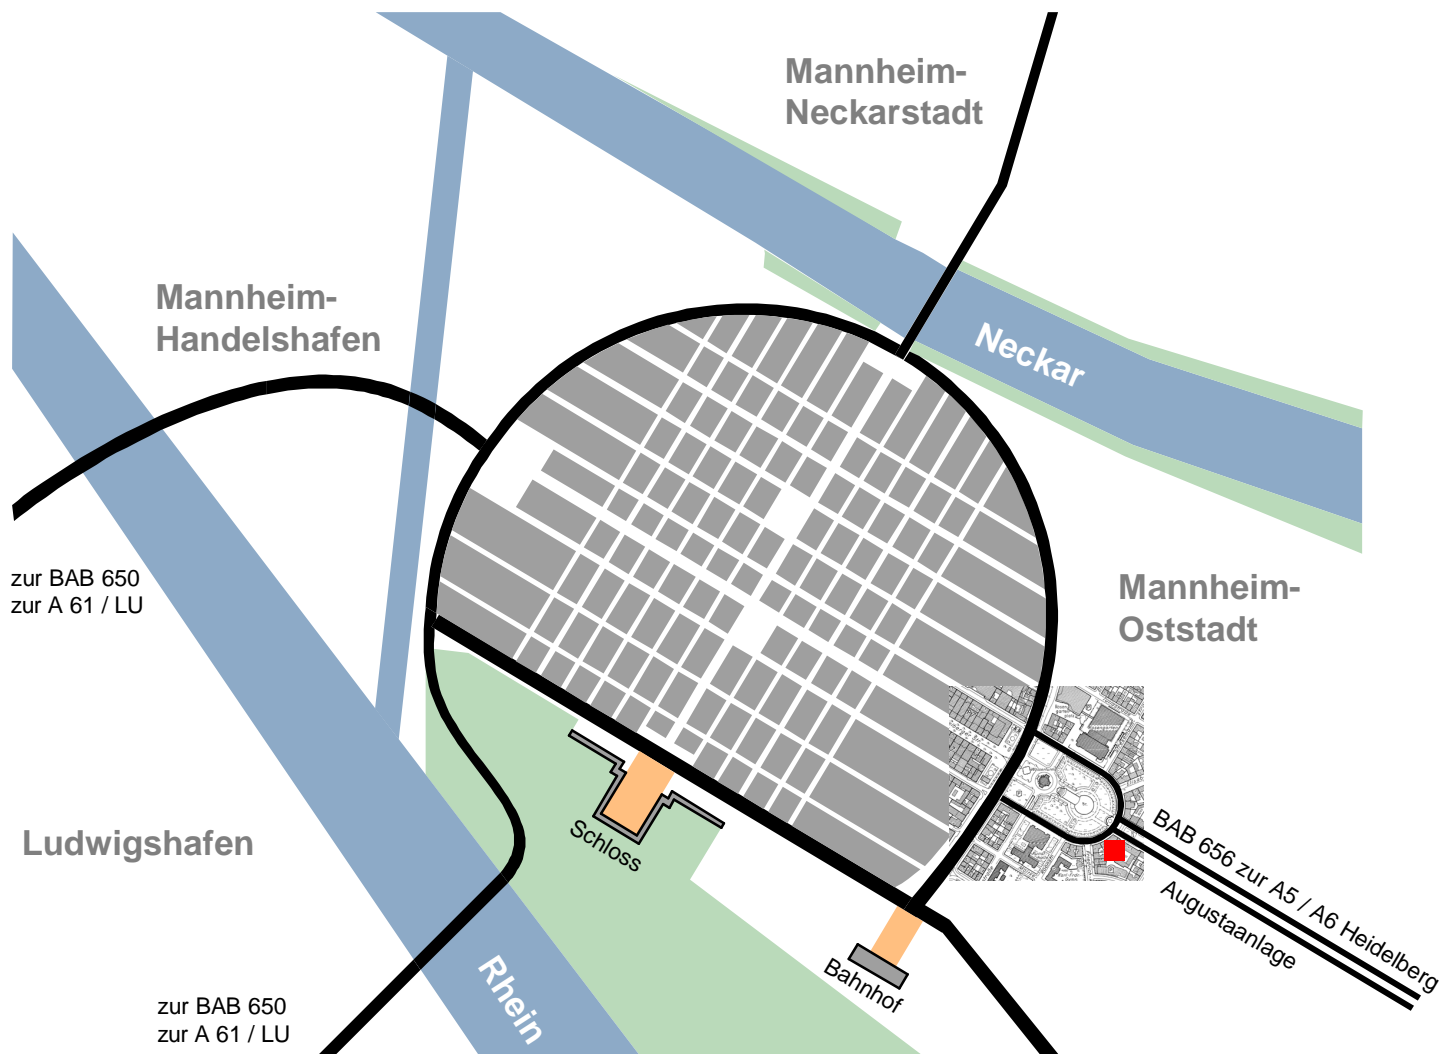 Mannheim-
Neckarstadt
Mannheim-
Handelshafen
Neckar
zur BAB 650
zur A 61 / LU
Mannheim-
Oststadt
Ludwigshafen
Schloss
BAB 656 zur A5 / A6 Heidelberg
Augustaanlage
Bahnhof
Rhein
zur BAB 650
zur A 61 / LU